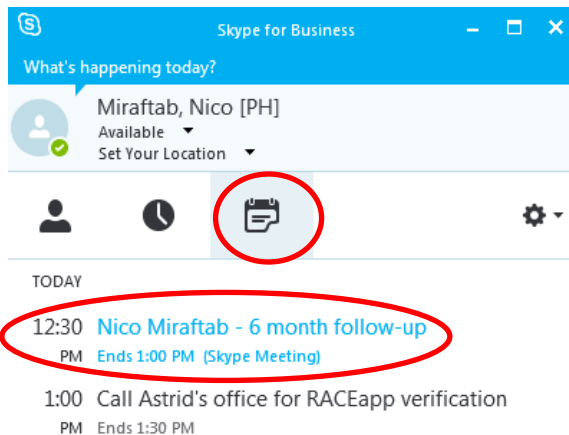 Skype for Business
What's happening today?
Miraftab, Nico [PH]
Available
Set Your Location
TODAY
12:30 Nico Miraftab - 6 month follow-up
PM Ends 1:00 PM (Skype Meeting)
1:00 Call Astrid's office for RACEapp verification
PM Ends 1:30 PM